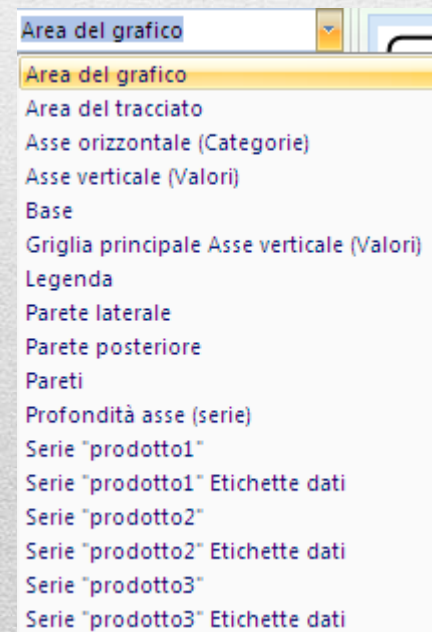 Area del grafico
Area del grafico
Area del tracciato
Asse orizzontale (Categorie)
Asse verticale (Valori)
Base
Griglia principale Asse verticale (Valori)
Legenda
Parete laterale
Parete posteriore
Pareti
Profondità asse (serie)
Serie "prodotto1"
Serie "prodotto1" Etichette dati
Serie "prodotto2"
Serie "prodotto2" Etichette dati
Serie "prodotto3"
Serie "prodotto3" Etichette dati